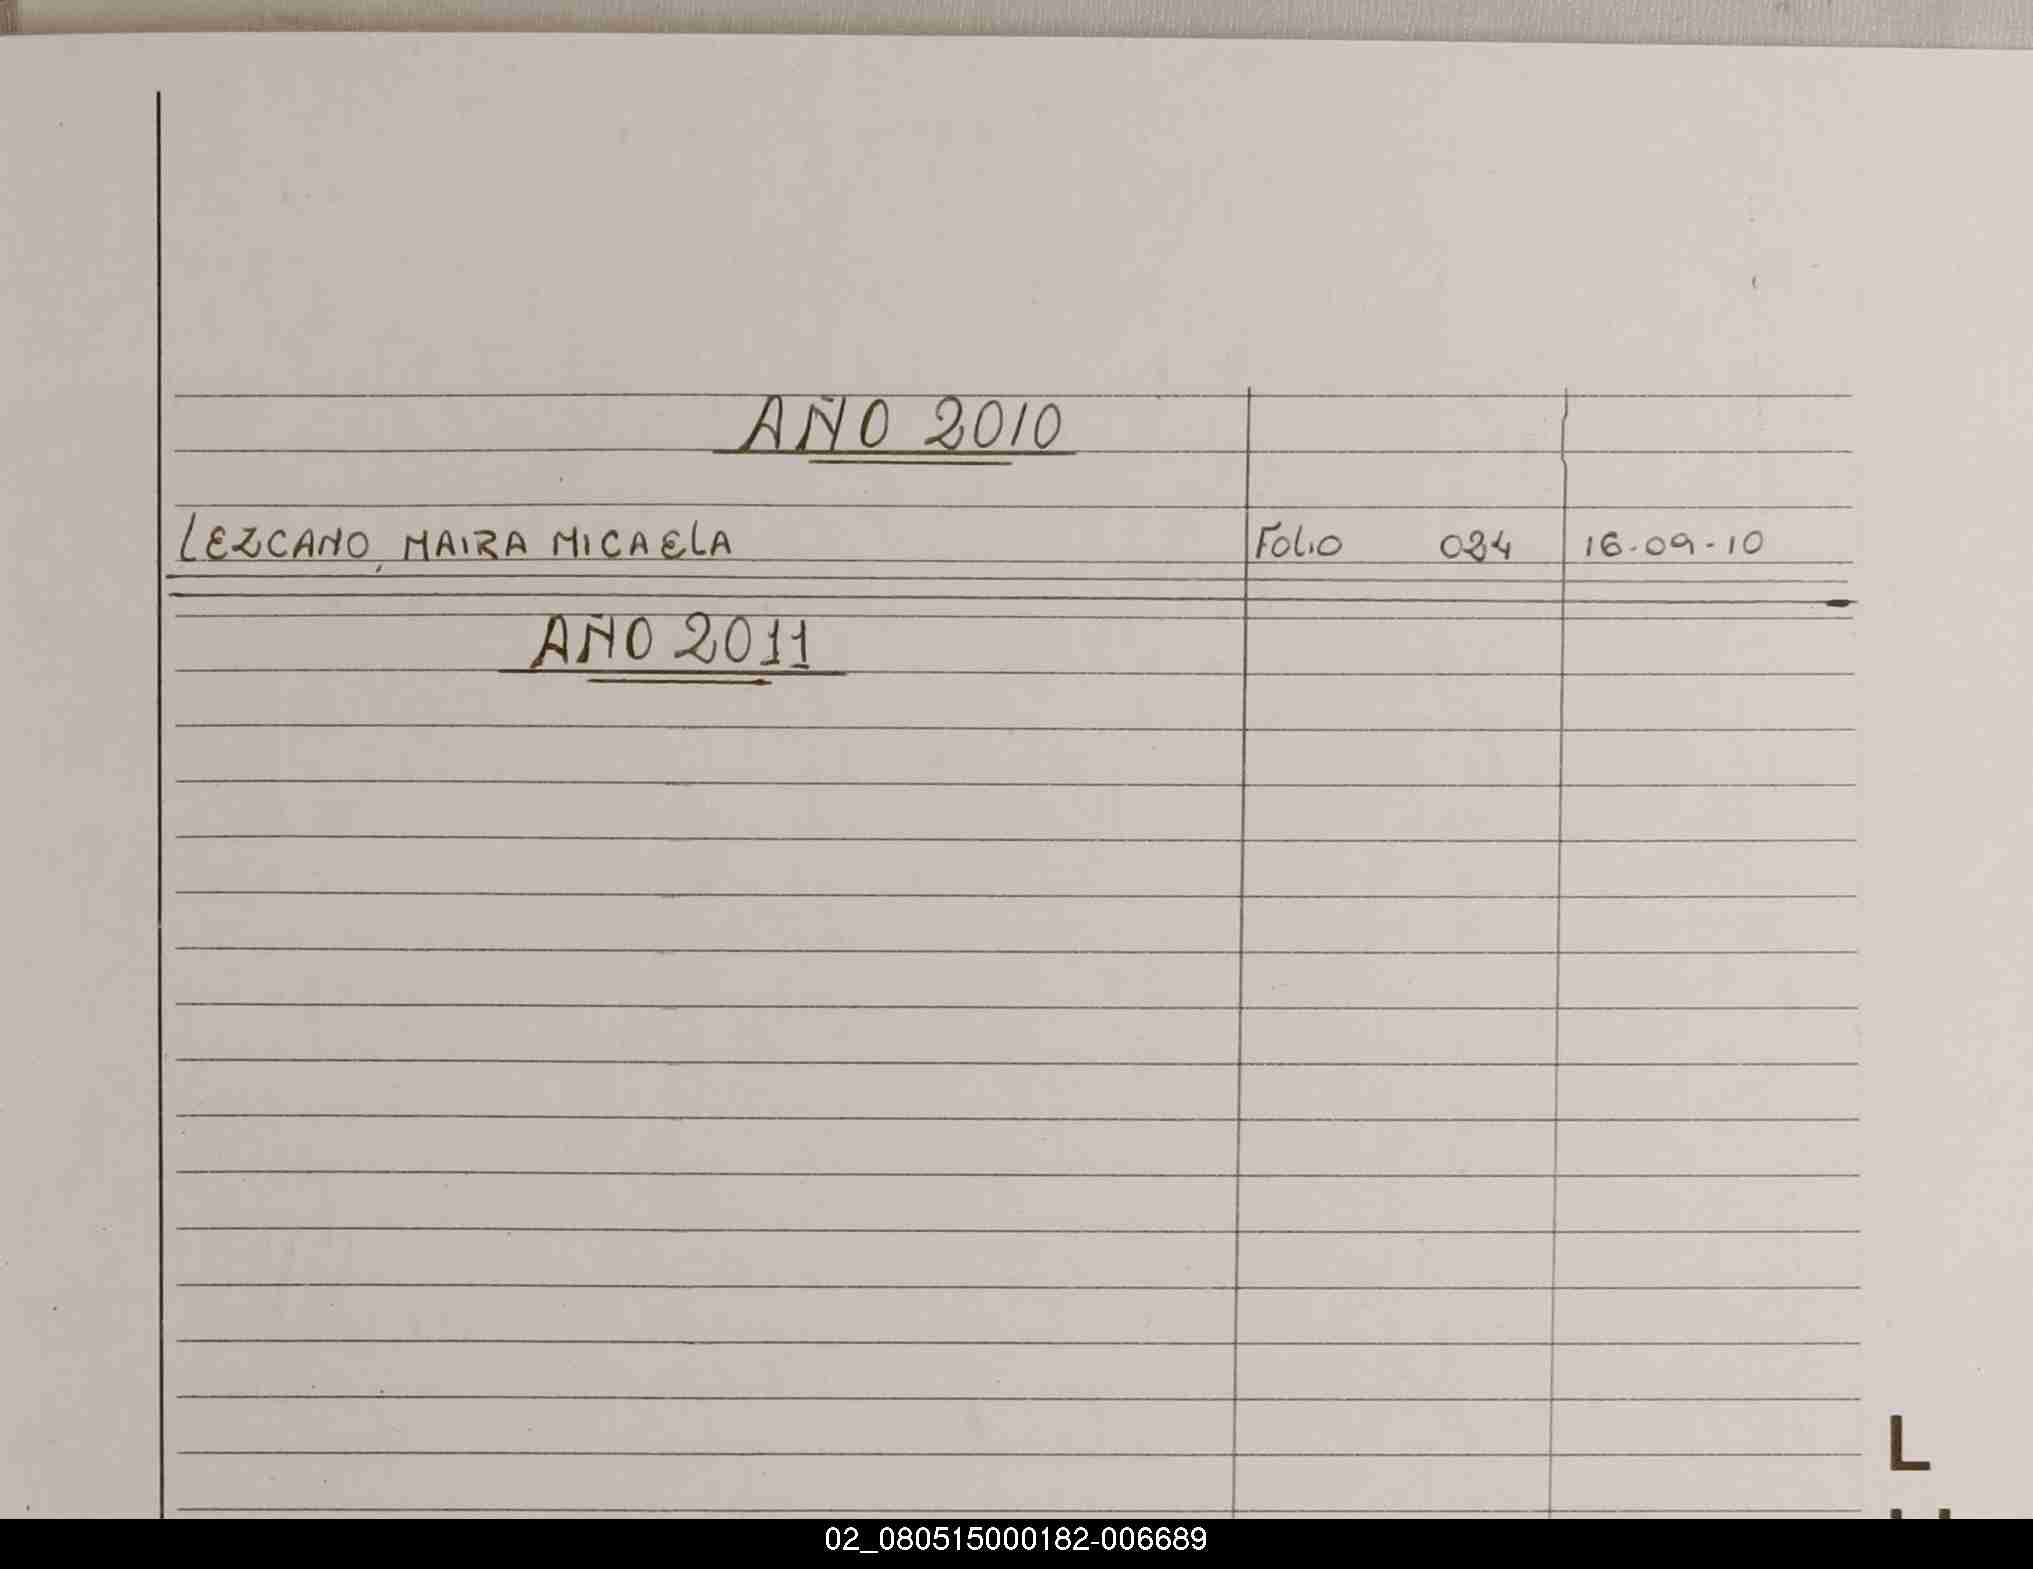 AÑO 2010
LEZCANO, MAIRA MICAELA Folio 024 16-09-10
AÑO 2011
L
02_080515000182-006689